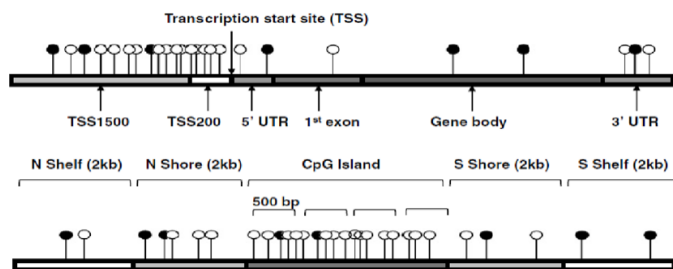 Transcription start site (TSS)
TSS1500 TSS200 5' UTR 1st exon Gene body 3' UTR
N Shelf (2kb) N Shore (2kb) CpG Island S Shore (2kb) S Shelf (2kb)
500 bp